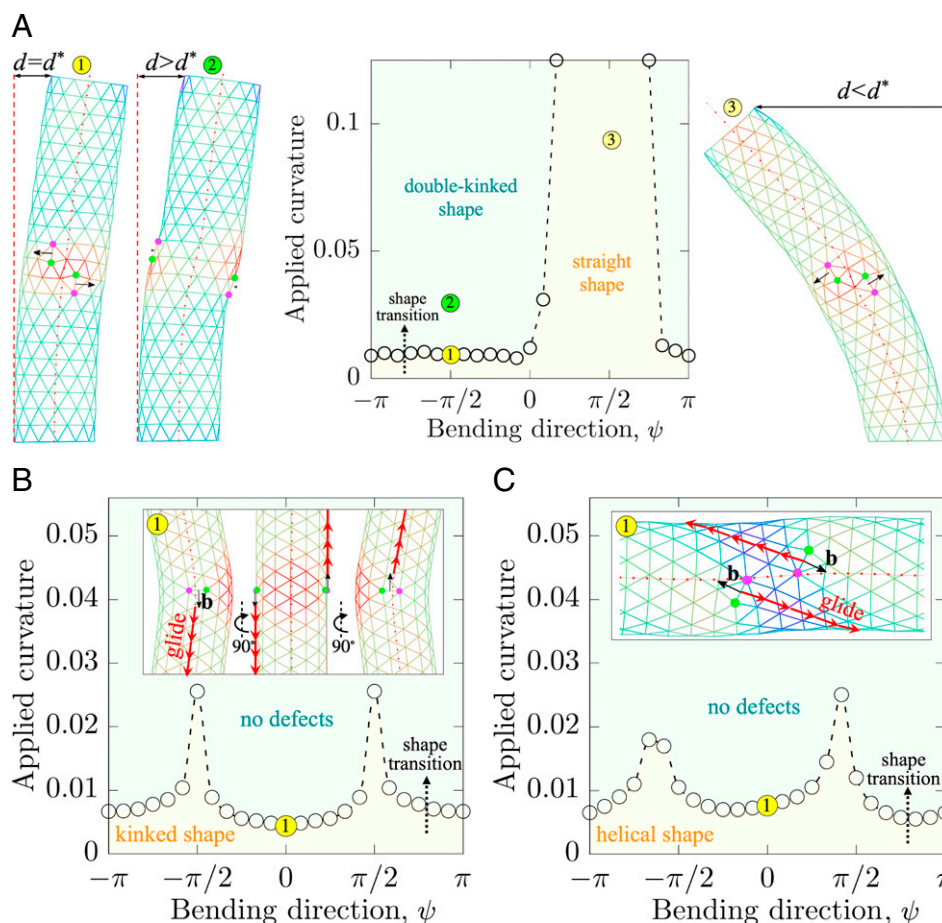 A
d=d*
1
d>d*
2
Applied curvature
0.1
0.05
0
double-kinked
shape
3
straight
shape
2
shape
transition
1
−π
−π/2
0
π/2
π
Bending direction, ψ
3
d<d*
B
Applied curvature
0.05
0.04
0.03
0.02
0.01
0
1
b
glide
90°
90°
no defects
shape
transition
kinked shape
1
−π
−π/2
0
π/2
π
Bending direction, ψ
C
Applied curvature
0.05
0.04
0.03
0.02
0.01
0
1
b
b
glide
no defects
shape
transition
helical shape
1
−π
−π/2
0
π/2
π
Bending direction, ψ